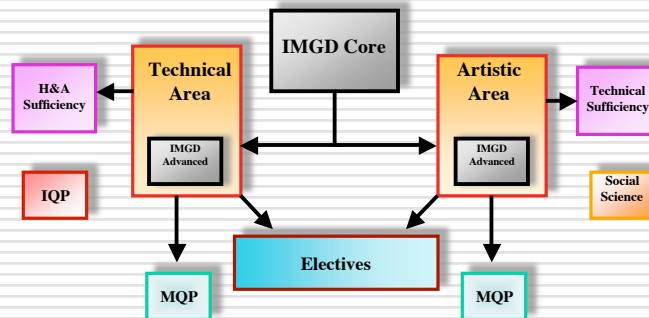 IMGD Core
Technical
Area
Artistic
Area
H&A
Sufficiency
Technical
Sufficiency
IMGD
Advanced
IMGD
Advanced
IQP
Social
Science
Electives
MQP
MQP